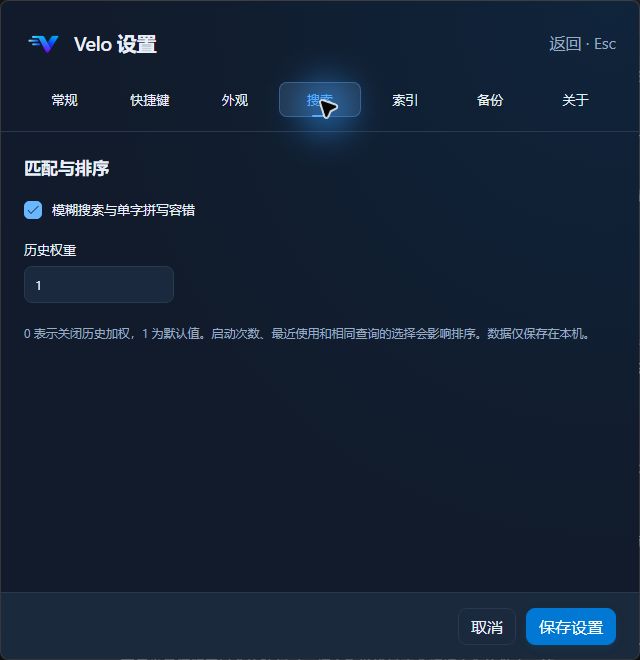 Velo 设置
返回 · Esc
常规 快捷键 外观 搜索 索引 备份 关于
匹配与排序
模糊搜索与单字拼写容错
历史权重
1
0 表示关闭历史加权，1 为默认值。启动次数、最近使用和相同查询的选择会影响排序。数据仅保存在本机。
取消 保存设置